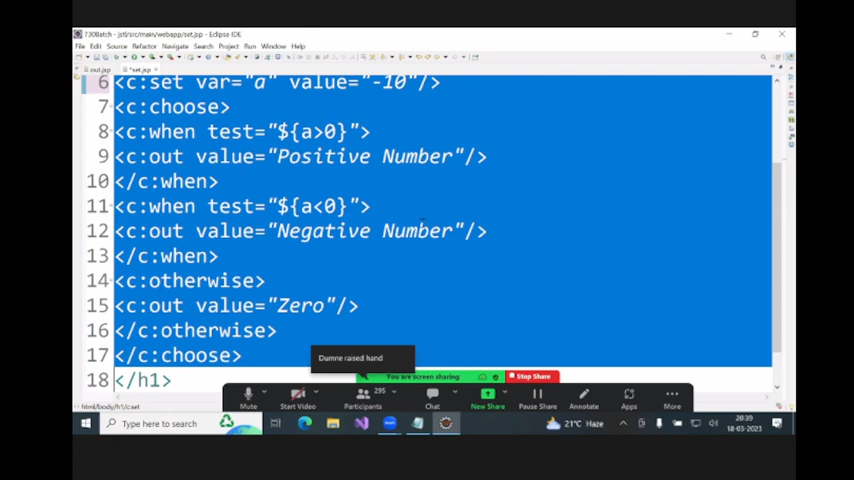 730Batch - jstl/src/main/webapp/set.jsp - Eclipse IDE
File Edit Source Refactor Navigate Search Project Run Window Help
out.jsp *set.jsp
6 <c:set var="a" value="-10"/>
7 <c:choose>
8 <c:when test="${a>0}">
9 <c:out value="Positive Number"/>
10 </c:when>
11 <c:when test="${a<0}">
12 <c:out value="Negative Number"/>
13 </c:when>
14 <c:otherwise>
15 <c:out value="Zero"/>
16 </c:otherwise>
17 </c:choose>
Dumne raised hand
You are screen sharing Stop Share
18 </h1>
295
Mute Start Video Participants Chat New Share Pause Share Annotate Apps More
html/body/h1/c:set
Type here to search
21°C Haze
20:39
18-03-2023